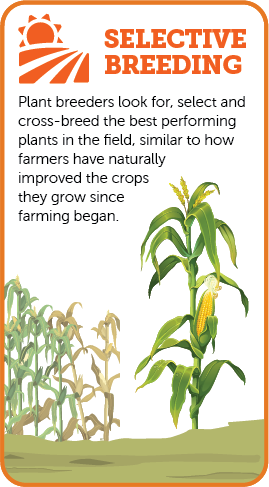 SELECTIVE
BREEDING
Plant breeders look for, select and
cross-breed the best performing
plants in the field, similar to how
farmers have naturally
improved the crops
they grow since
farming began.